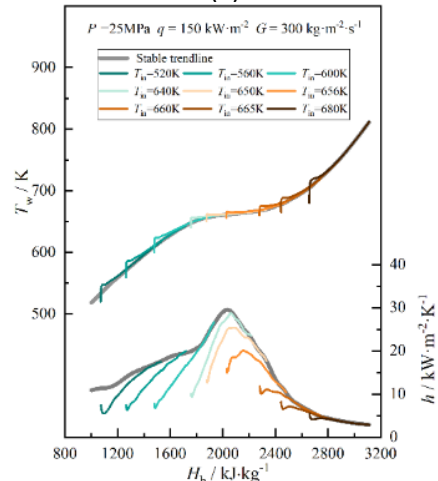 P =25MPa q = 150 kW·m-2 G = 300 kg·m-2·s-1
Stable trendline
Tin=520K Tin=560K Tin=600K
Tin=640K Tin=650K Tin=656K
Tin=660K Tin=665K Tin=680K
900
800
700
600
500
Tw / K
40
30
20
10
0
h / kW·m-2·K-1
800 1200 1600 2000 2400 2800 3200
Hb / kJ·kg-1